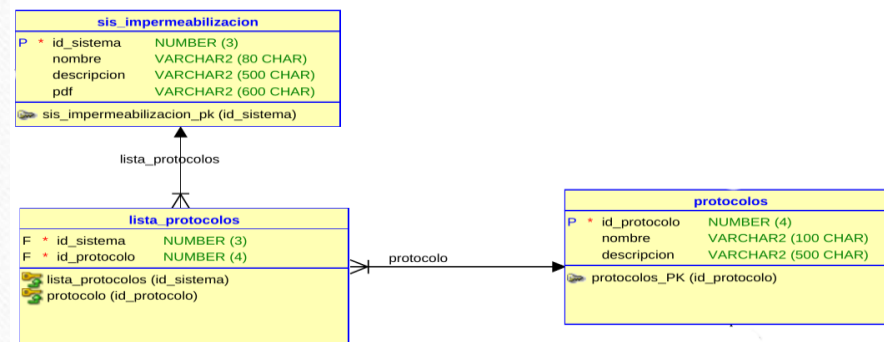 sis_impermeabilizacion
P * id_sistema NUMBER (3)
nombre VARCHAR2 (80 CHAR)
descripcion VARCHAR2 (500 CHAR)
pdf VARCHAR2 (600 CHAR)
sis_impermeabilizacion_pk (id_sistema)
lista_protocolos
lista_protocolos
F * id_sistema NUMBER (3)
F * id_protocolo NUMBER (4)
lista_protocolos (id_sistema)
protocolo (id_protocolo)
protocolo
protocolos
P * id_protocolo NUMBER (4)
nombre VARCHAR2 (100 CHAR)
descripcion VARCHAR2 (500 CHAR)
protocolos_PK (id_protocolo)